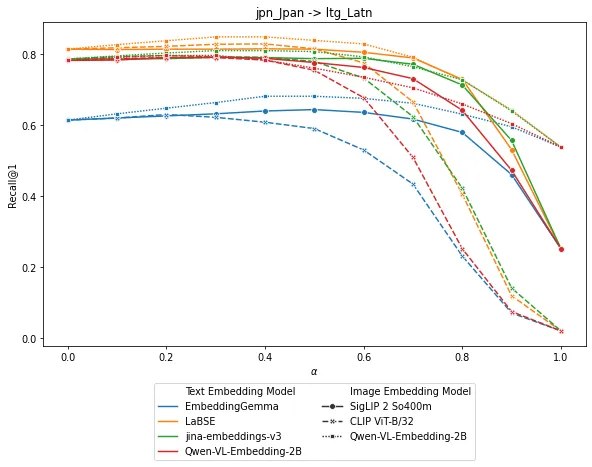 jpn_Jpan -> ltg_Latn
Recall@1
0.8
0.6
0.4
0.2
0.0
0.0 0.2 0.4 0.6 0.8 1.0
α
Text Embedding Model
EmbeddingGemma
LaBSE
jina-embeddings-v3
Qwen-VL-Embedding-2B
Image Embedding Model
SigLIP 2 So400m
CLIP ViT-B/32
Qwen-VL-Embedding-2B